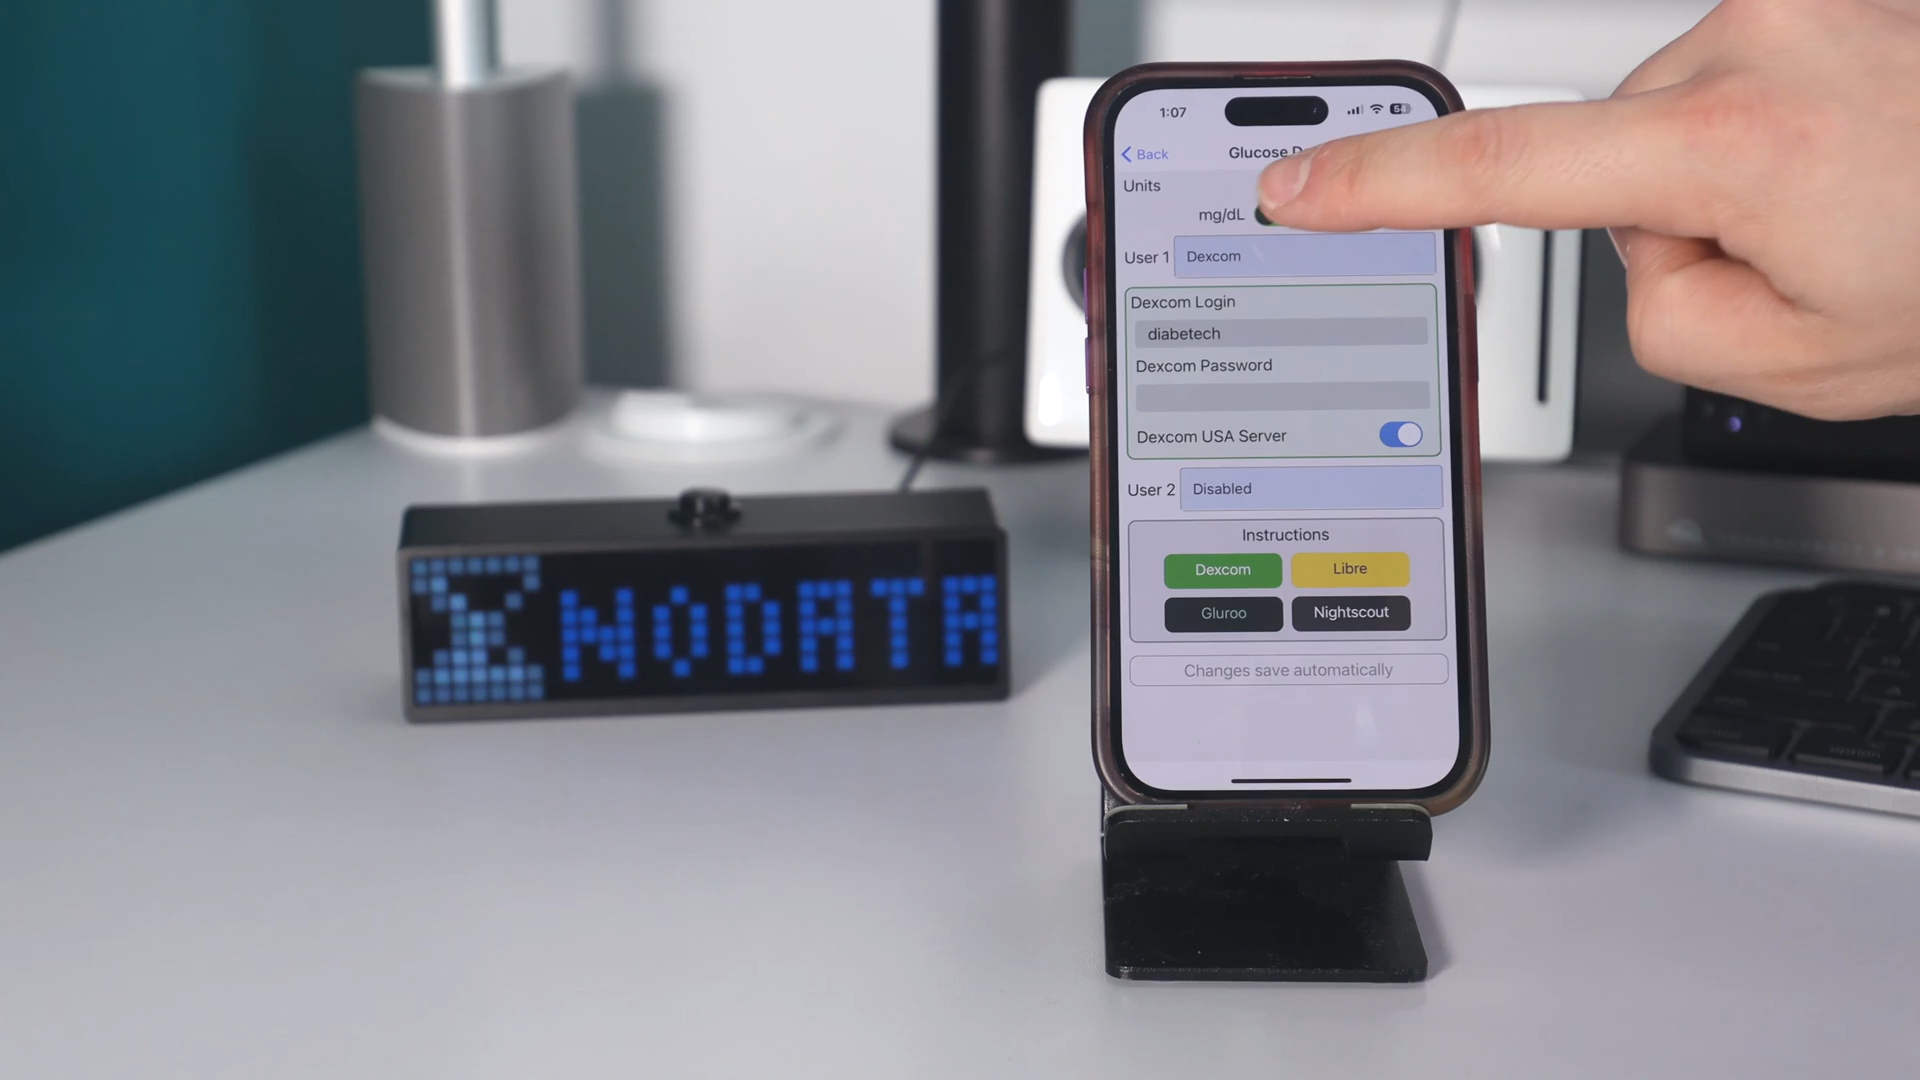 1:07
54
Back
Glucose
Units
mg/dL
User 1 Dexcom
Dexcom Login
diabetech
Dexcom Password
Dexcom USA Server
User 2 Disabled
Instructions
Dexcom Libre
Gluroo Nightscout
Changes save automatically
NODATA